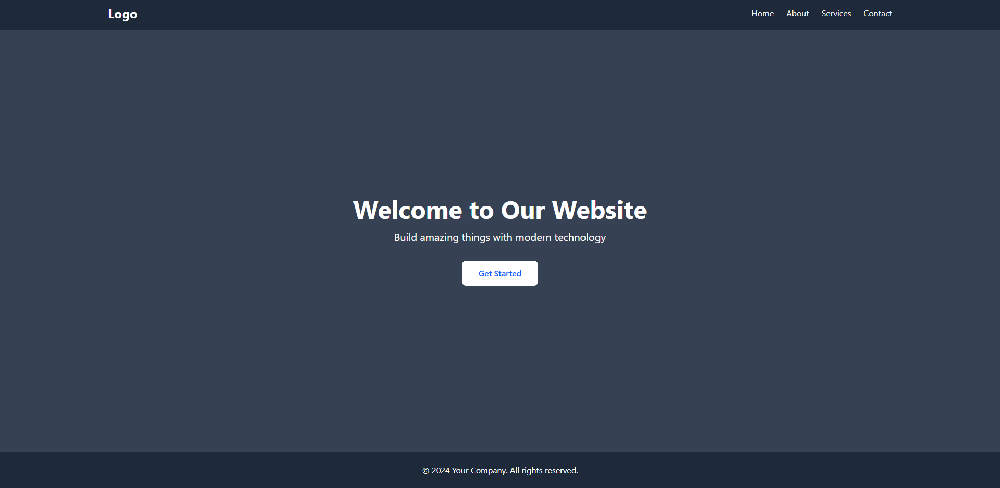 Logo
Home About Services Contact
Welcome to Our Website
Build amazing things with modern technology
Get Started
© 2024 Your Company. All rights reserved.